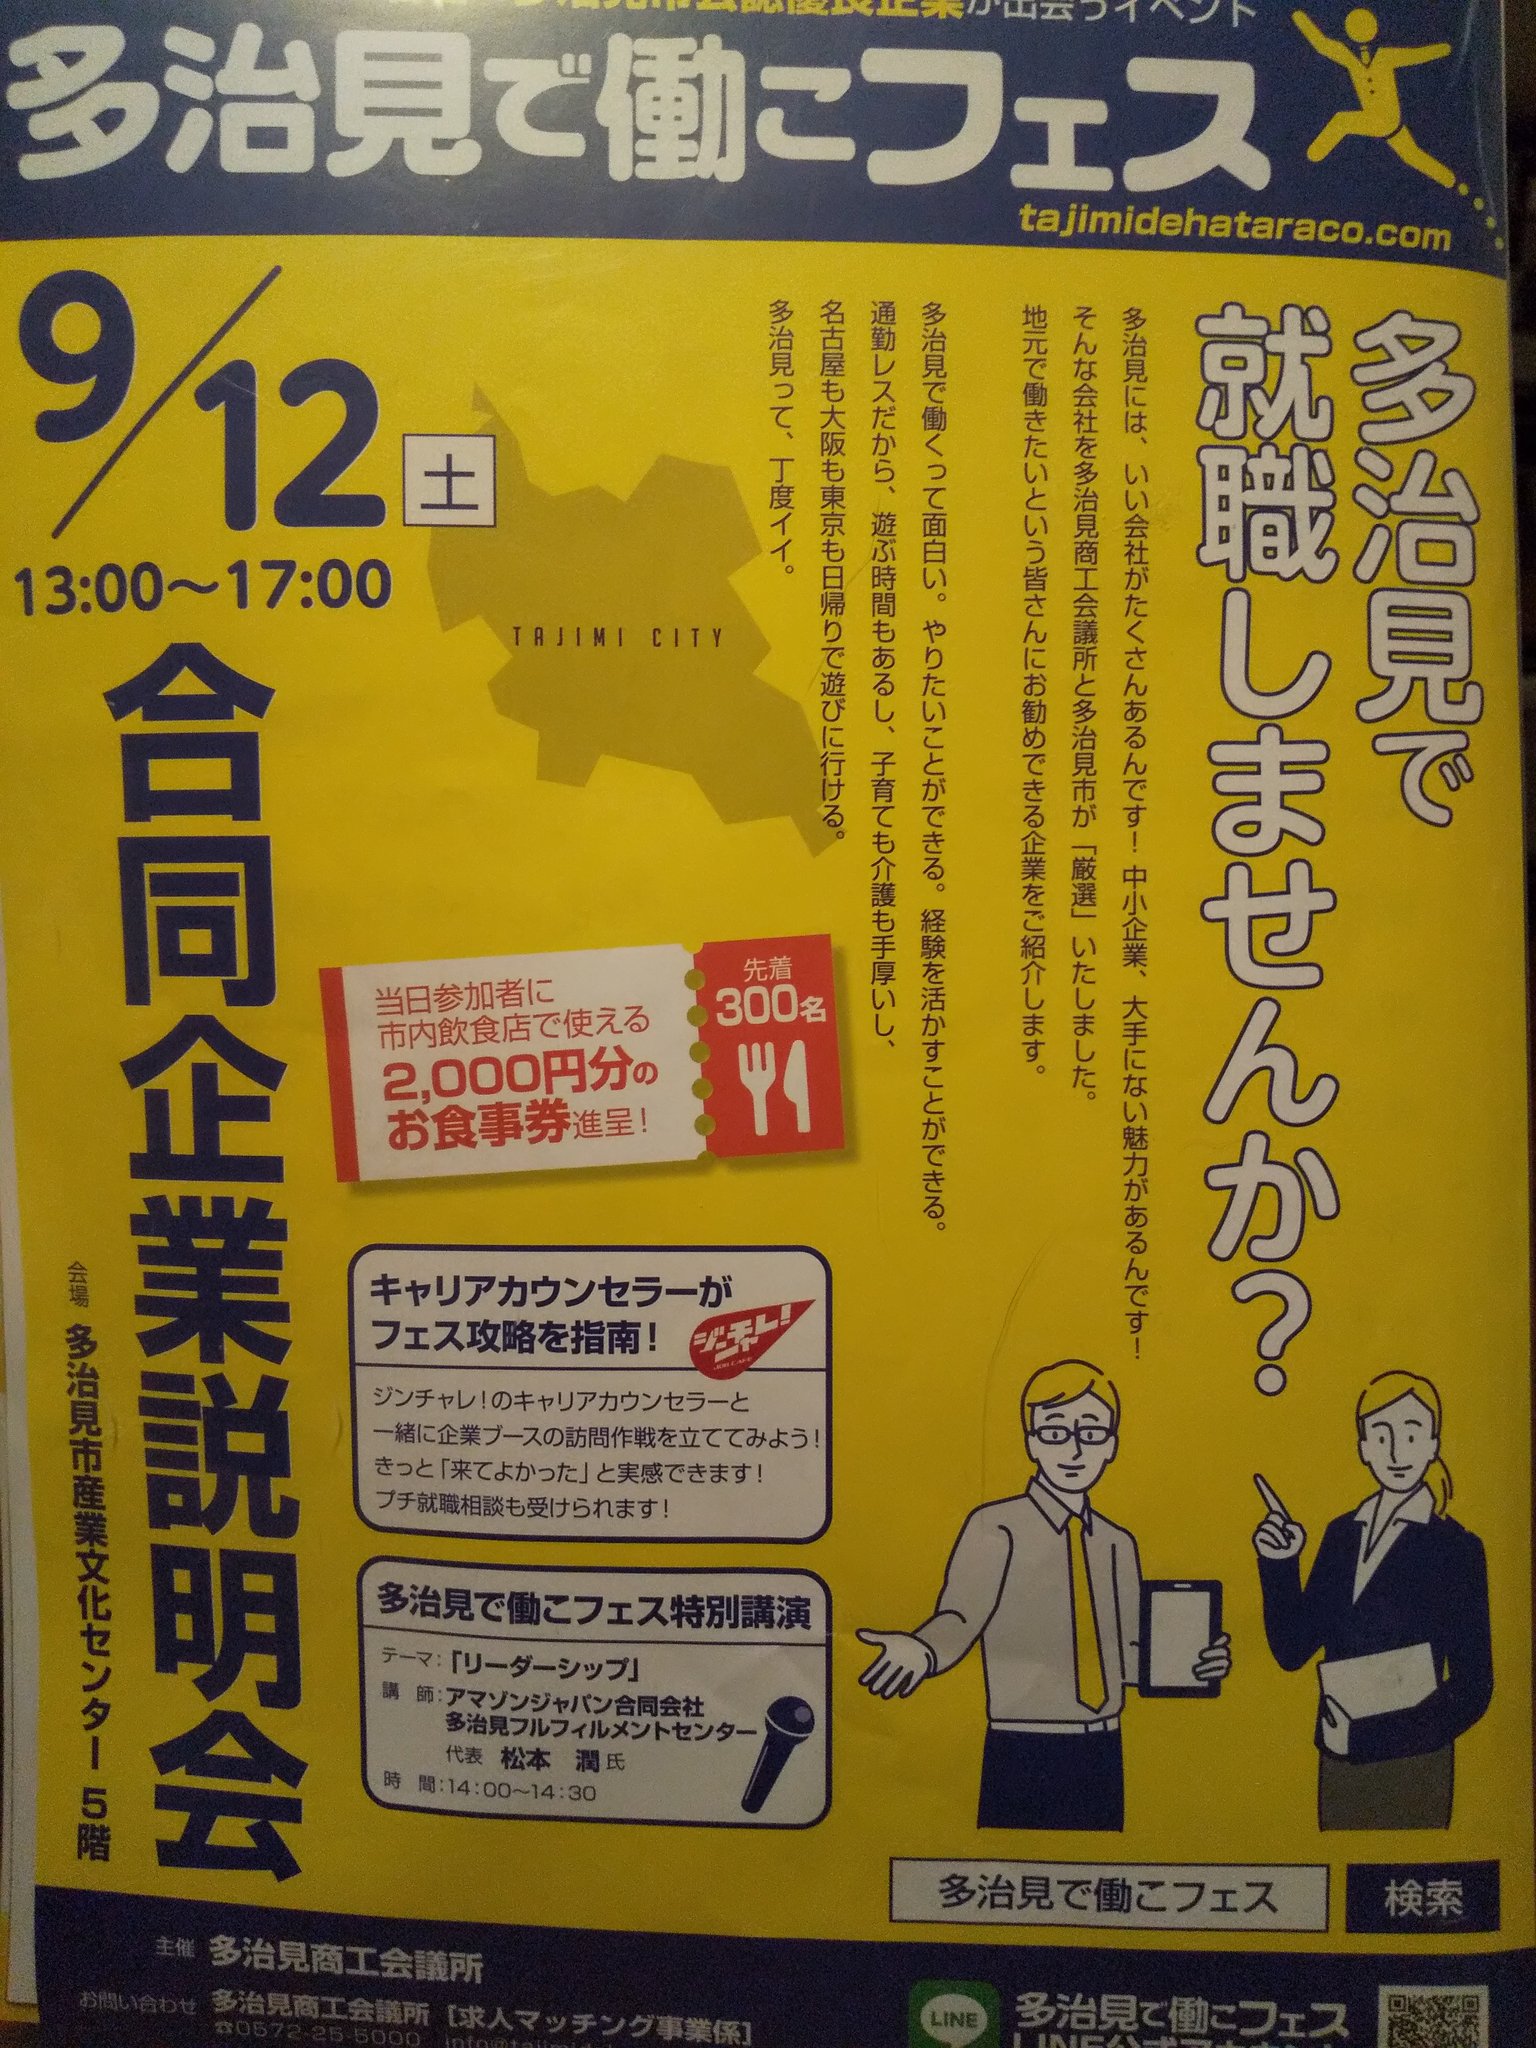 多治見市会認優良企業が出会うイベント
多治見で働こフェス
tajimidehataraco.com
多治見で
就職しませんか?
多治見には、いい会社がたくさんあるんです!中小企業、大手にない魅力があるんです!
そんな会社を多治見商工会議所と多治見市が「厳選」いたしました。
地元で働きたいという皆さんにお勧めできる企業をご紹介します。
多治見で働くって面白い。やりたいことができる。経験を活かすことができる。
通勤レスだから、遊ぶ時間もあるし、子育ても介護も手厚いし、
名古屋も大阪も東京も日帰りで遊びに行ける。
多治見って、丁度イイ。
9/12 土
13:00〜17:00
TAJIMI CITY
合同企業説明会
会場 多治見市産業文化センター 5階
当日参加者に
市内飲食店で使える
2,000円分の
お食事券進呈!
先着
300名
キャリアカウンセラーが
フェス攻略を指南!
ジンチャレ!
ジンチャレ!のキャリアカウンセラーと
一緒に企業ブースの訪問作戦を立ててみよう!
きっと「来てよかった」と実感できます!
プチ就職相談も受けられます!
多治見で働こフェス特別講演
テーマ:「リーダーシップ」
講 師:アマゾンジャパン合同会社
多治見フルフィルメントセンター
代表 松本 潤氏
時 間:14:00〜14:30
多治見で働こフェス 検索
主催 多治見商工会議所
お問い合わせ 多治見商工会議所 [求人マッチング事業係]
☎0572-25-5000
LINE
多治見で働こフェス